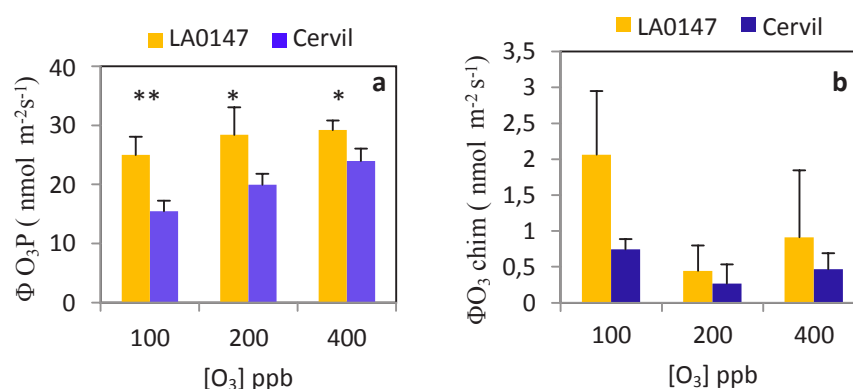 LA0147 Cervil
a
Φ O₃P ( nmol m⁻²s⁻¹)
40
30
20
10
0
** * *
100 200 400
[O₃] ppb
LA0147 Cervil
b
ΦO₃ chim ( nmol m⁻² s⁻¹)
3,5
3
2,5
2
1,5
1
0,5
0
100 200 400
[O₃] ppb